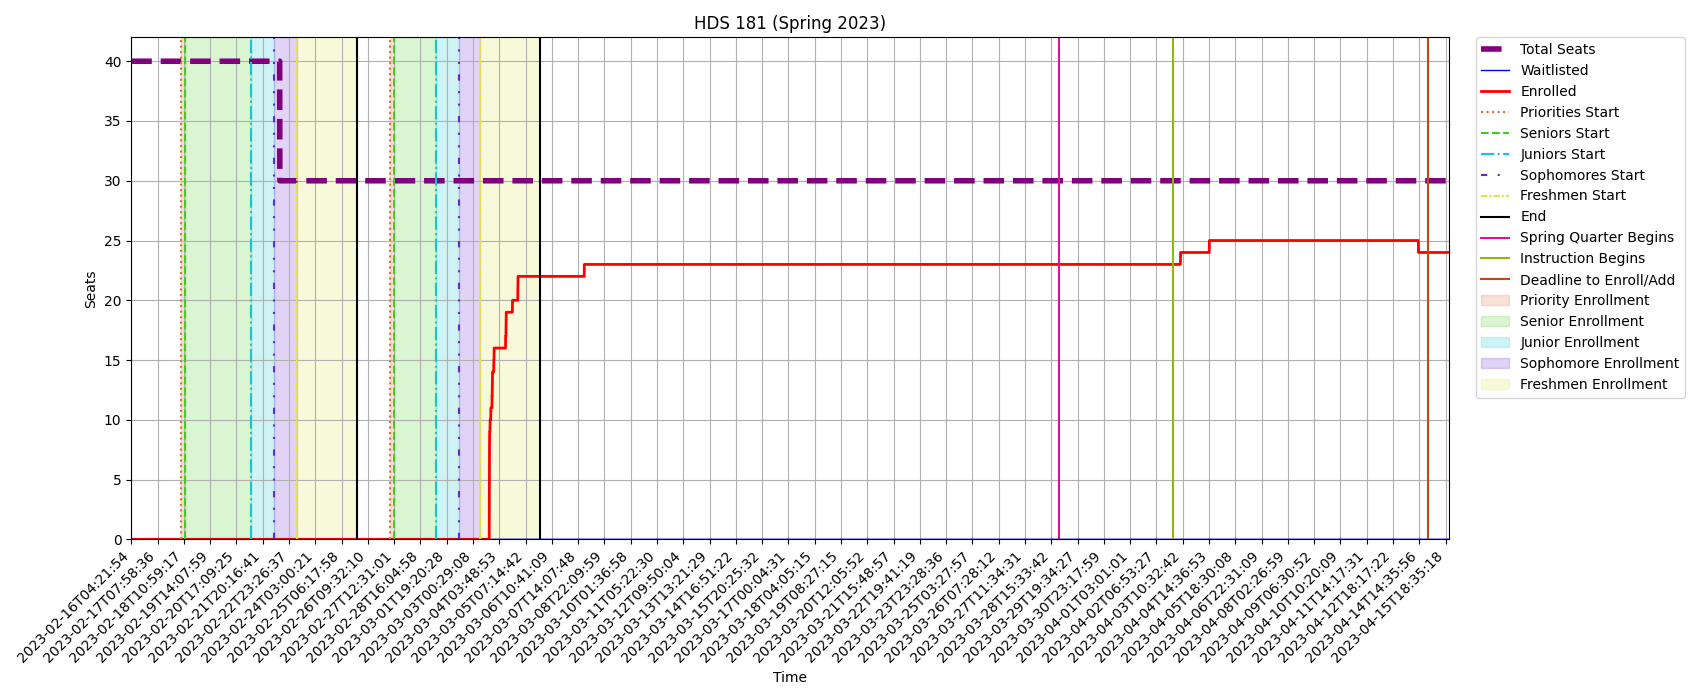 HDS 181 (Spring 2023)
Seats
40
35
30
25
20
15
10
5
0
2023-02-16T04:21:54
2023-02-17T07:58:36
2023-02-18T10:59:17
2023-02-19T14:07:59
2023-02-20T17:09:25
2023-02-21T20:16:41
2023-02-22T23:26:37
2023-02-24T03:00:21
2023-02-25T06:17:58
2023-02-26T09:32:10
2023-02-27T12:31:01
2023-02-28T16:04:58
2023-03-01T19:20:28
2023-03-03T00:29:08
2023-03-04T03:48:53
2023-03-05T07:14:42
2023-03-06T10:41:09
2023-03-07T14:07:48
2023-03-08T22:09:59
2023-03-10T01:36:58
2023-03-11T05:22:30
2023-03-12T09:50:04
2023-03-13T13:21:29
2023-03-14T16:51:22
2023-03-15T20:25:32
2023-03-17T00:04:31
2023-03-18T04:05:15
2023-03-19T08:27:15
2023-03-20T12:05:52
2023-03-21T15:48:57
2023-03-22T19:41:19
2023-03-23T23:28:36
2023-03-25T03:27:57
2023-03-26T07:28:12
2023-03-27T11:34:31
2023-03-28T15:33:42
2023-03-29T19:34:27
2023-03-30T23:17:59
2023-04-01T03:01:01
2023-04-02T06:53:27
2023-04-03T10:32:42
2023-04-04T14:36:53
2023-04-05T18:30:08
2023-04-06T22:31:09
2023-04-08T02:26:59
2023-04-09T06:30:52
2023-04-10T10:20:09
2023-04-11T14:17:31
2023-04-12T18:17:22
2023-04-14T14:35:56
2023-04-15T18:35:18
Time
Total Seats
Waitlisted
Enrolled
Priorities Start
Seniors Start
Juniors Start
Sophomores Start
Freshmen Start
End
Spring Quarter Begins
Instruction Begins
Deadline to Enroll/Add
Priority Enrollment
Senior Enrollment
Junior Enrollment
Sophomore Enrollment
Freshmen Enrollment